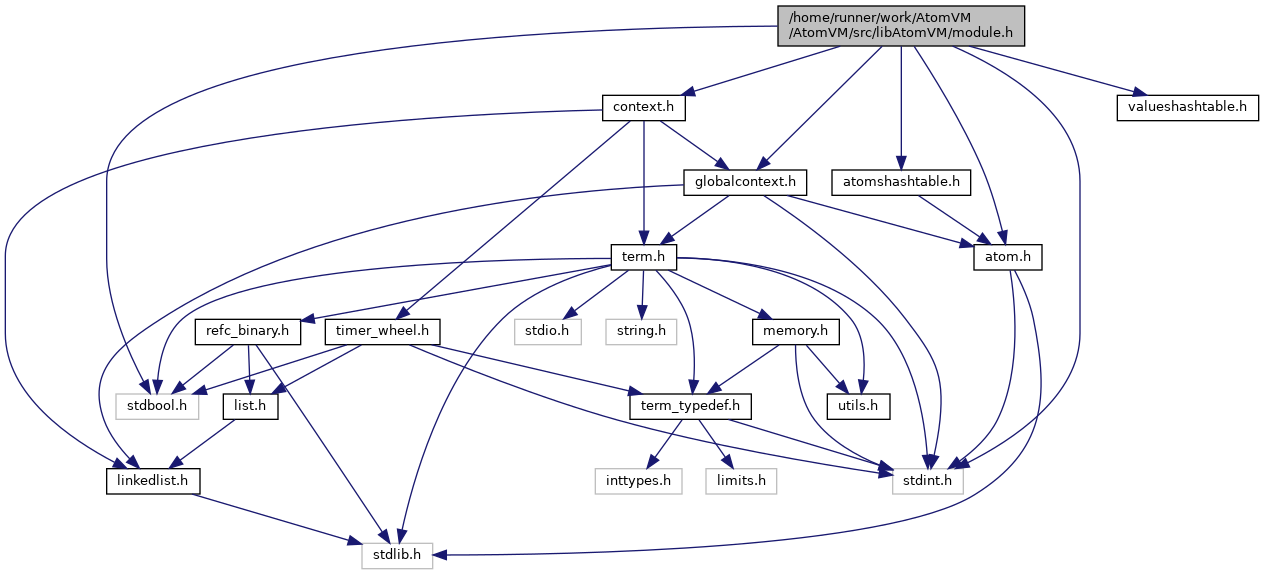 /home/runner/work/AtomVM
/AtomVM/src/libAtomVM/module.h
context.h
valueshashtable.h
globalcontext.h
atomshashtable.h
term.h
atom.h
refc_binary.h
timer_wheel.h
stdio.h
string.h
memory.h
stdbool.h
list.h
term_typedef.h
utils.h
linkedlist.h
inttypes.h
limits.h
stdint.h
stdlib.h